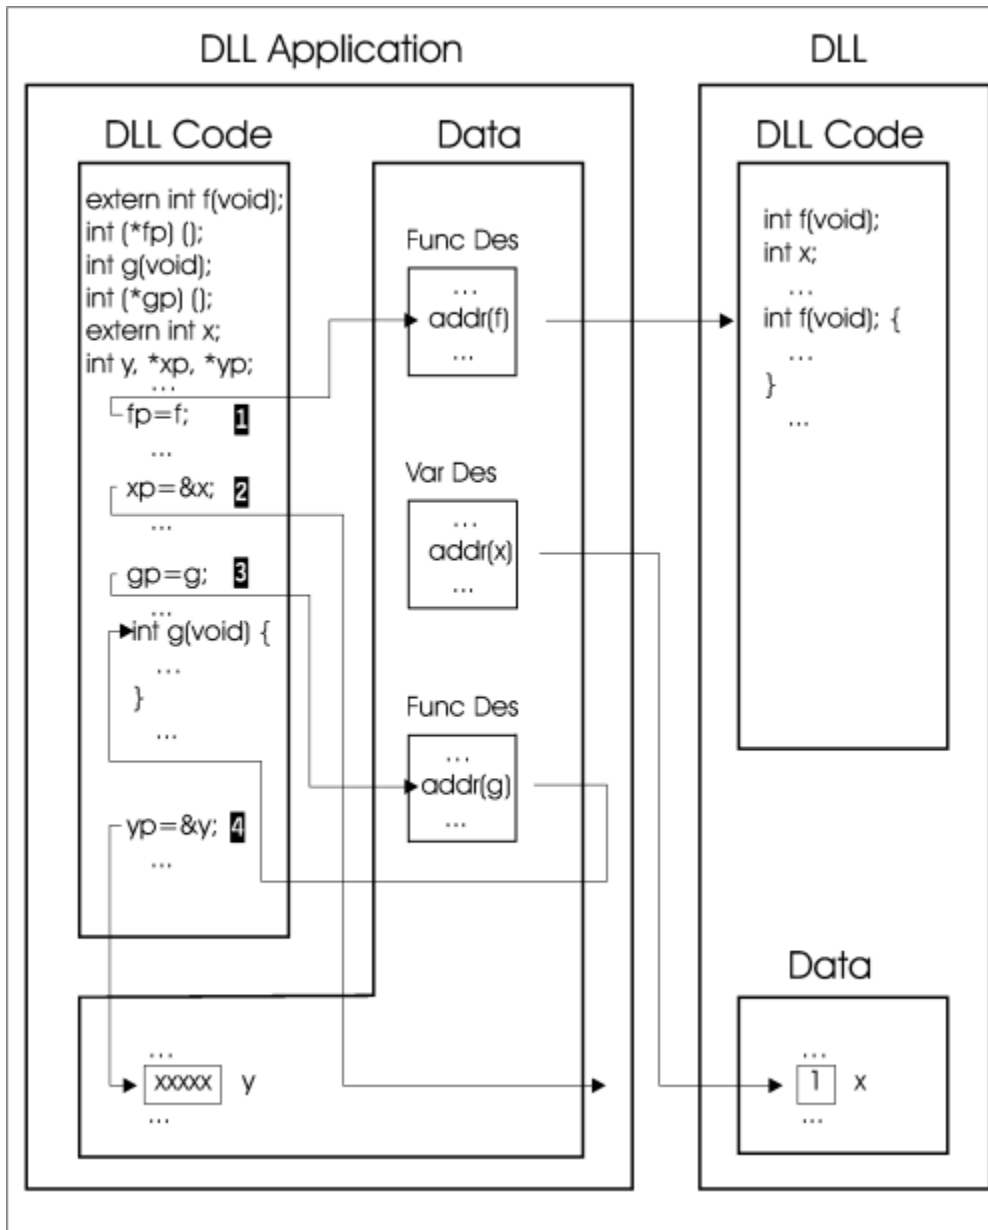 DLL Application
DLL Code
extern int f(void);
int (*fp) ();
int g(void);
int (*gp) ();
extern int x;
int y, *xp, *yp;
...
fp=f; 1
...
xp=&x; 2
...
gp=g; 3
...
int g(void) {
...
}
...
yp=&y; 4
...
Data
Func Des
...
addr(f)
...
Var Des
...
addr(x)
...
Func Des
...
addr(g)
...
...
xxxxx y
...
DLL
DLL Code
int f(void);
int x;
...
int f(void); {
...
}
...
Data
...
1 x
...